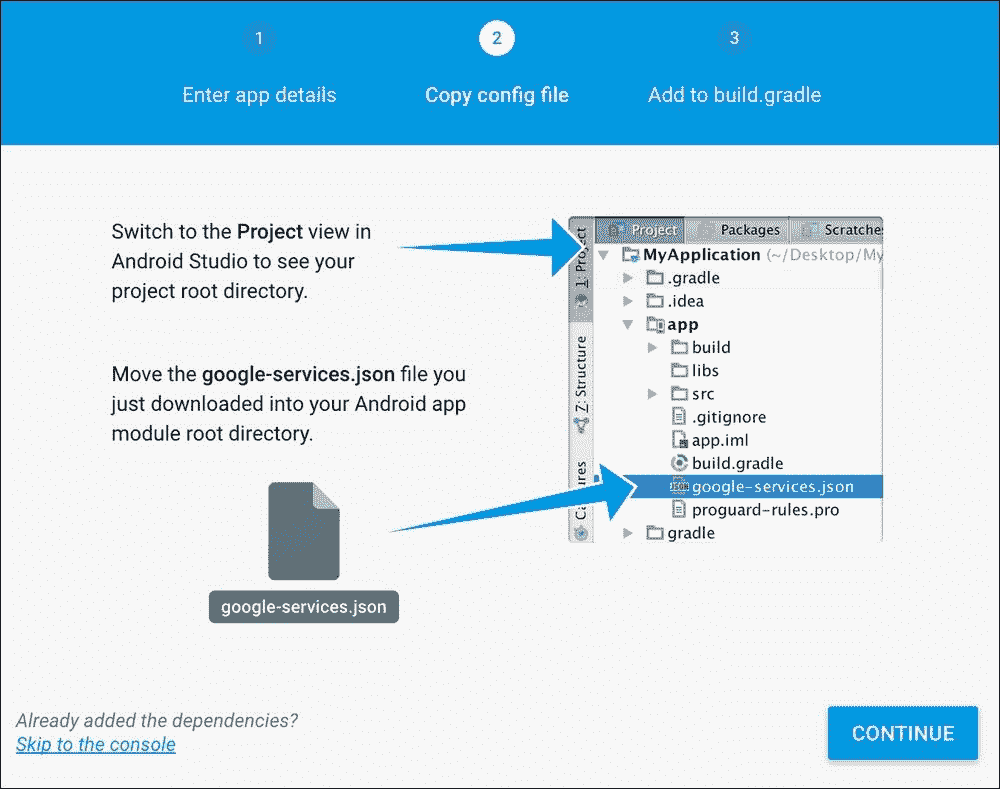 1
2
3
Enter app details
Copy config file
Add to build.gradle
Switch to the Project view in
Android Studio to see your
project root directory.
Move the google-services.json file you
just downloaded into your Android app
module root directory.
google-services.json
Project
Packages
Scratches
1: Project
Z: Structure
MyApplication (~/Desktop/My
.gradle
.idea
app
build
libs
src
.gitignore
app.iml
build.gradle
google-services.json
proguard-rules.pro
gradle
Already added the dependencies?
Skip to the console
CONTINUE